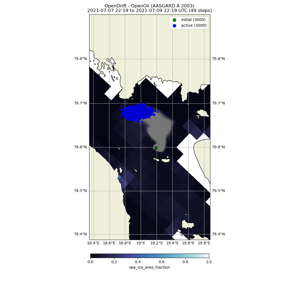 OpenDrift - OpenOil (AASGARD A 2003)
2021-07-07 22:19 to 2021-07-09 22:19 UTC (49 steps)
initial (3000)
active (3000)
79.8°N 79.8°N
79.7°N 79.7°N
79.6°N 79.6°N
79.5°N 79.5°N
79.4°N 79.4°N
18.4°E 18.6°E 18.8°E 19°E 19.2°E 19.4°E 19.6°E 19.8°E
0.0 0.2 0.4 0.6 0.8 1.0
sea_ice_area_fraction